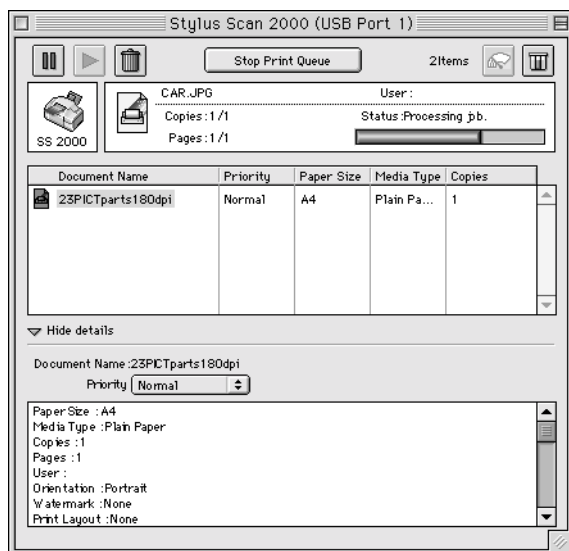 Stylus Scan 2000 (USB Port 1)
Stop Print Queue
2Items
SS 2000
CAR.JPG User :
Copies :1 /1 Status :Processing job.
Pages :1 /1
Document Name Priority Paper Size Media Type Copies
23PICTparts180dpi Normal A4 Plain Pa... 1
Hide details
Document Name :23PICTparts180dpi
Priority Normal
Paper Size : A4
Media Type :Plain Paper
Copies :1
Pages :1
User :
Orientation :Portrait
Watermark :None
Print Layout :None